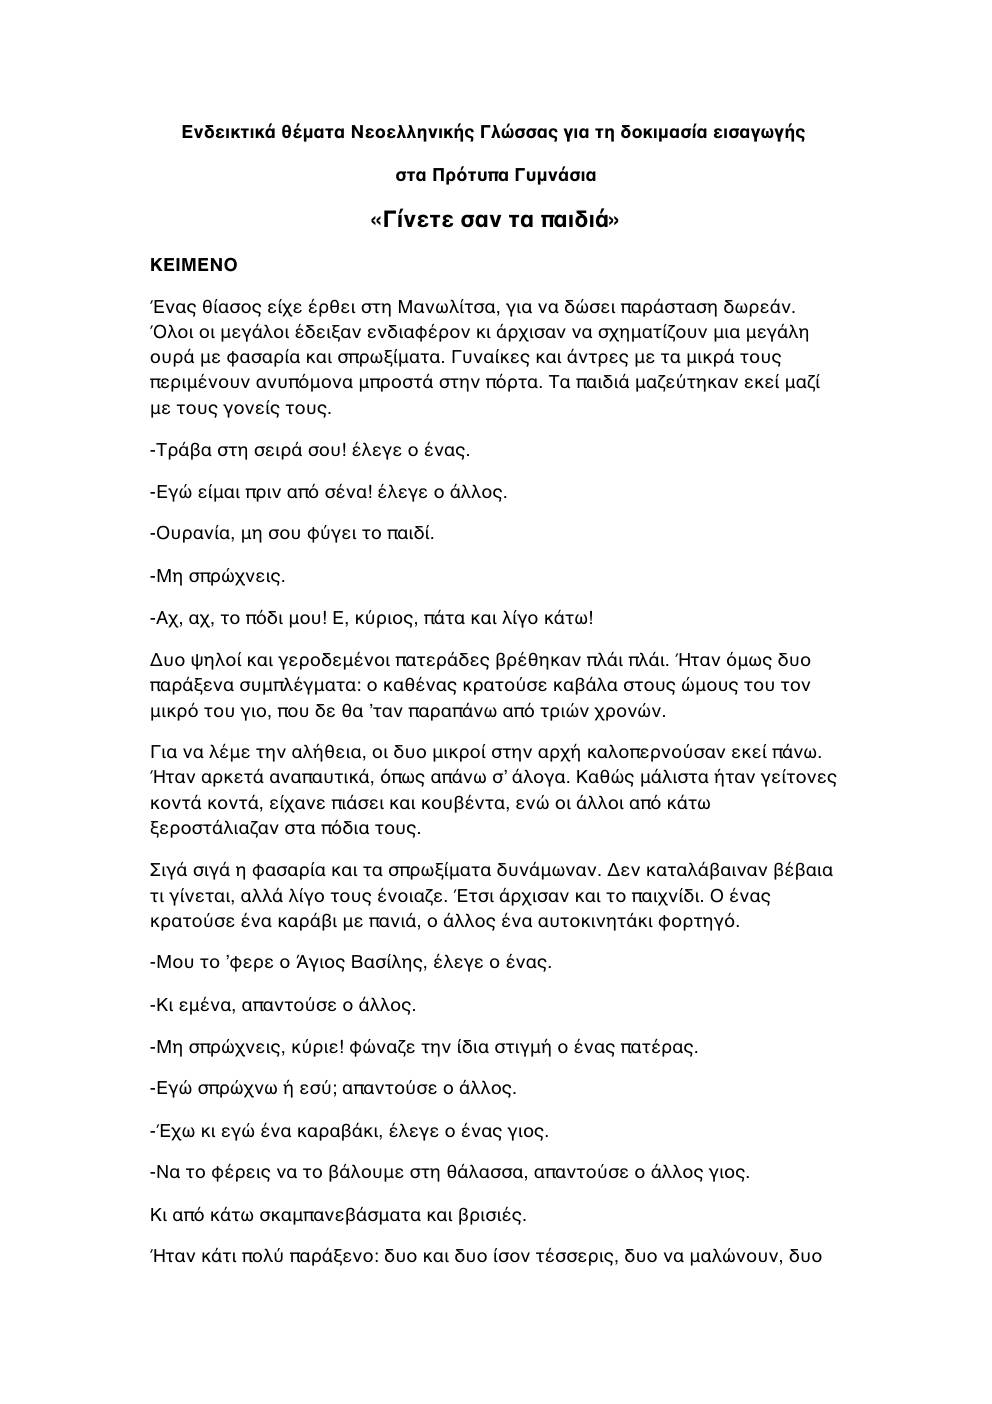 Ενδεικτικά θέματα Νεοελληνικής Γλώσσας για τη δοκιμασία εισαγωγής
στα Πρότυπα Γυμνάσια
«Γίνετε σαν τα παιδιά»
ΚΕΙΜΕΝΟ
Ένας θίασος είχε έρθει στη Μανωλίτσα, για να δώσει παράσταση δωρεάν.
Όλοι οι μεγάλοι έδειξαν ενδιαφέρον κι άρχισαν να σχηματίζουν μια μεγάλη
ουρά με φασαρία και σπρωξίματα. Γυναίκες και άντρες με τα μικρά τους
περιμένουν ανυπόμονα μπροστά στην πόρτα. Τα παιδιά μαζεύτηκαν εκεί μαζί
με τους γονείς τους.
-Τράβα στη σειρά σου! έλεγε ο ένας.
-Εγώ είμαι πριν από σένα! έλεγε ο άλλος.
-Ουρανία, μη σου φύγει το παιδί.
-Μη σπρώχνεις.
-Αχ, αχ, το πόδι μου! Ε, κύριος, πάτα και λίγο κάτω!
Δυο ψηλοί και γεροδεμένοι πατεράδες βρέθηκαν πλάι πλάι. Ήταν όμως δυο
παράξενα συμπλέγματα: ο καθένας κρατούσε καβάλα στους ώμους του τον
μικρό του γιο, που δε θα ’ταν παραπάνω από τριών χρονών.
Για να λέμε την αλήθεια, οι δυο μικροί στην αρχή καλοπερνούσαν εκεί πάνω.
Ήταν αρκετά αναπαυτικά, όπως απάνω σ’ άλογα. Καθώς μάλιστα ήταν γείτονες
κοντά κοντά, είχανε πιάσει και κουβέντα, ενώ οι άλλοι από κάτω
ξεροστάλιαζαν στα πόδια τους.
Σιγά σιγά η φασαρία και τα σπρωξίματα δυνάμωναν. Δεν καταλάβαιναν βέβαια
τι γίνεται, αλλά λίγο τους ένοιαζε. Έτσι άρχισαν και το παιχνίδι. Ο ένας
κρατούσε ένα καράβι με πανιά, ο άλλος ένα αυτοκινητάκι φορτηγό.
-Μου το ’φερε ο Άγιος Βασίλης, έλεγε ο ένας.
-Κι εμένα, απαντούσε ο άλλος.
-Μη σπρώχνεις, κύριε! φώναζε την ίδια στιγμή ο ένας πατέρας.
-Εγώ σπρώχνω ή εσύ; απαντούσε ο άλλος.
-Έχω κι εγώ ένα καραβάκι, έλεγε ο ένας γιος.
-Να το φέρεις να το βάλουμε στη θάλασσα, απαντούσε ο άλλος γιος.
Κι από κάτω σκαμπανεβάσματα και βρισιές.
Ήταν κάτι πολύ παράξενο: δυο και δυο ίσον τέσσερις, δυο να μαλώνουν, δυο